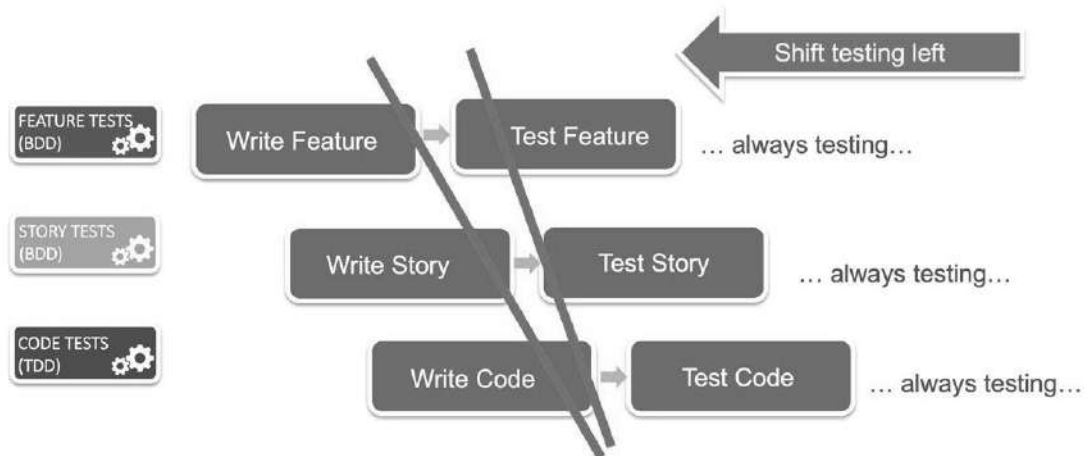 Shift testing left
FEATURE TESTS
(BDD)
Write Feature
Test Feature
... always testing...
STORY TESTS
(BDD)
Write Story
Test Story
... always testing...
CODE TESTS
(TDD)
Write Code
Test Code
... always testing...